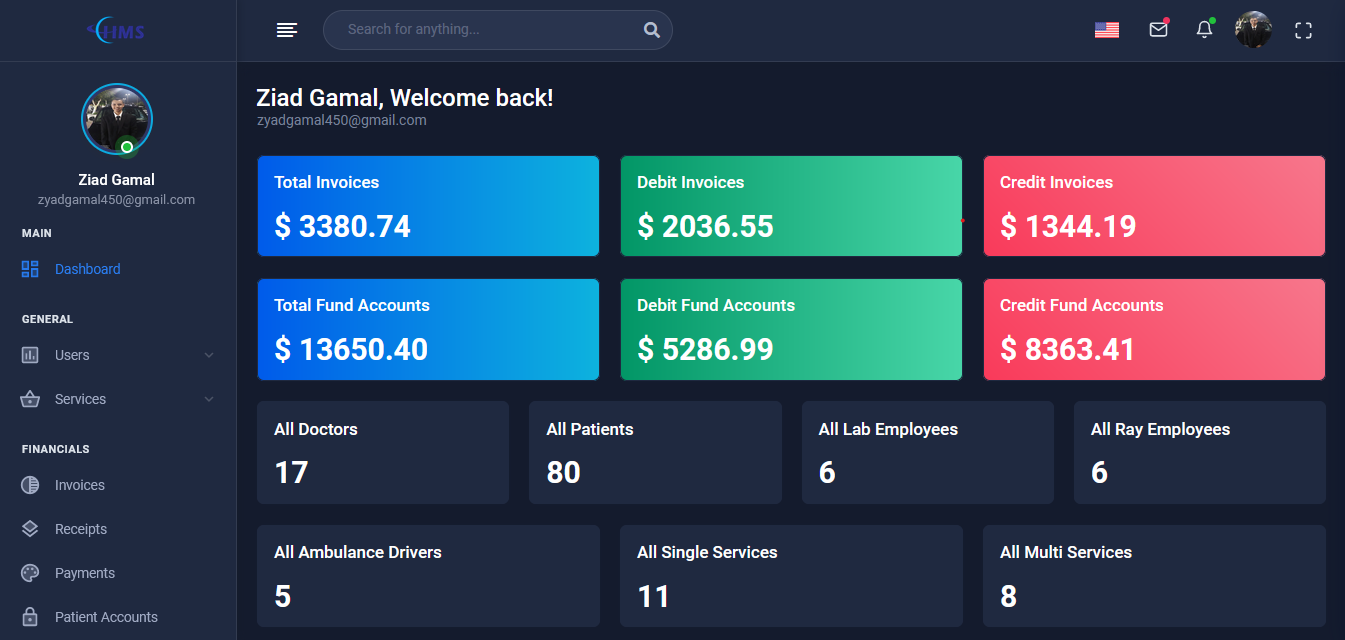 HMS
Search for anything...
Ziad Gamal
zyadgamal450@gmail.com
MAIN
Dashboard
GENERAL
Users
Services
FINANCIALS
Invoices
Receipts
Payments
Patient Accounts
Ziad Gamal, Welcome back!
zyadgamal450@gmail.com
Total Invoices
$ 3380.74
Debit Invoices
$ 2036.55
Credit Invoices
$ 1344.19
Total Fund Accounts
$ 13650.40
Debit Fund Accounts
$ 5286.99
Credit Fund Accounts
$ 8363.41
All Doctors
17
All Patients
80
All Lab Employees
6
All Ray Employees
6
All Ambulance Drivers
5
All Single Services
11
All Multi Services
8